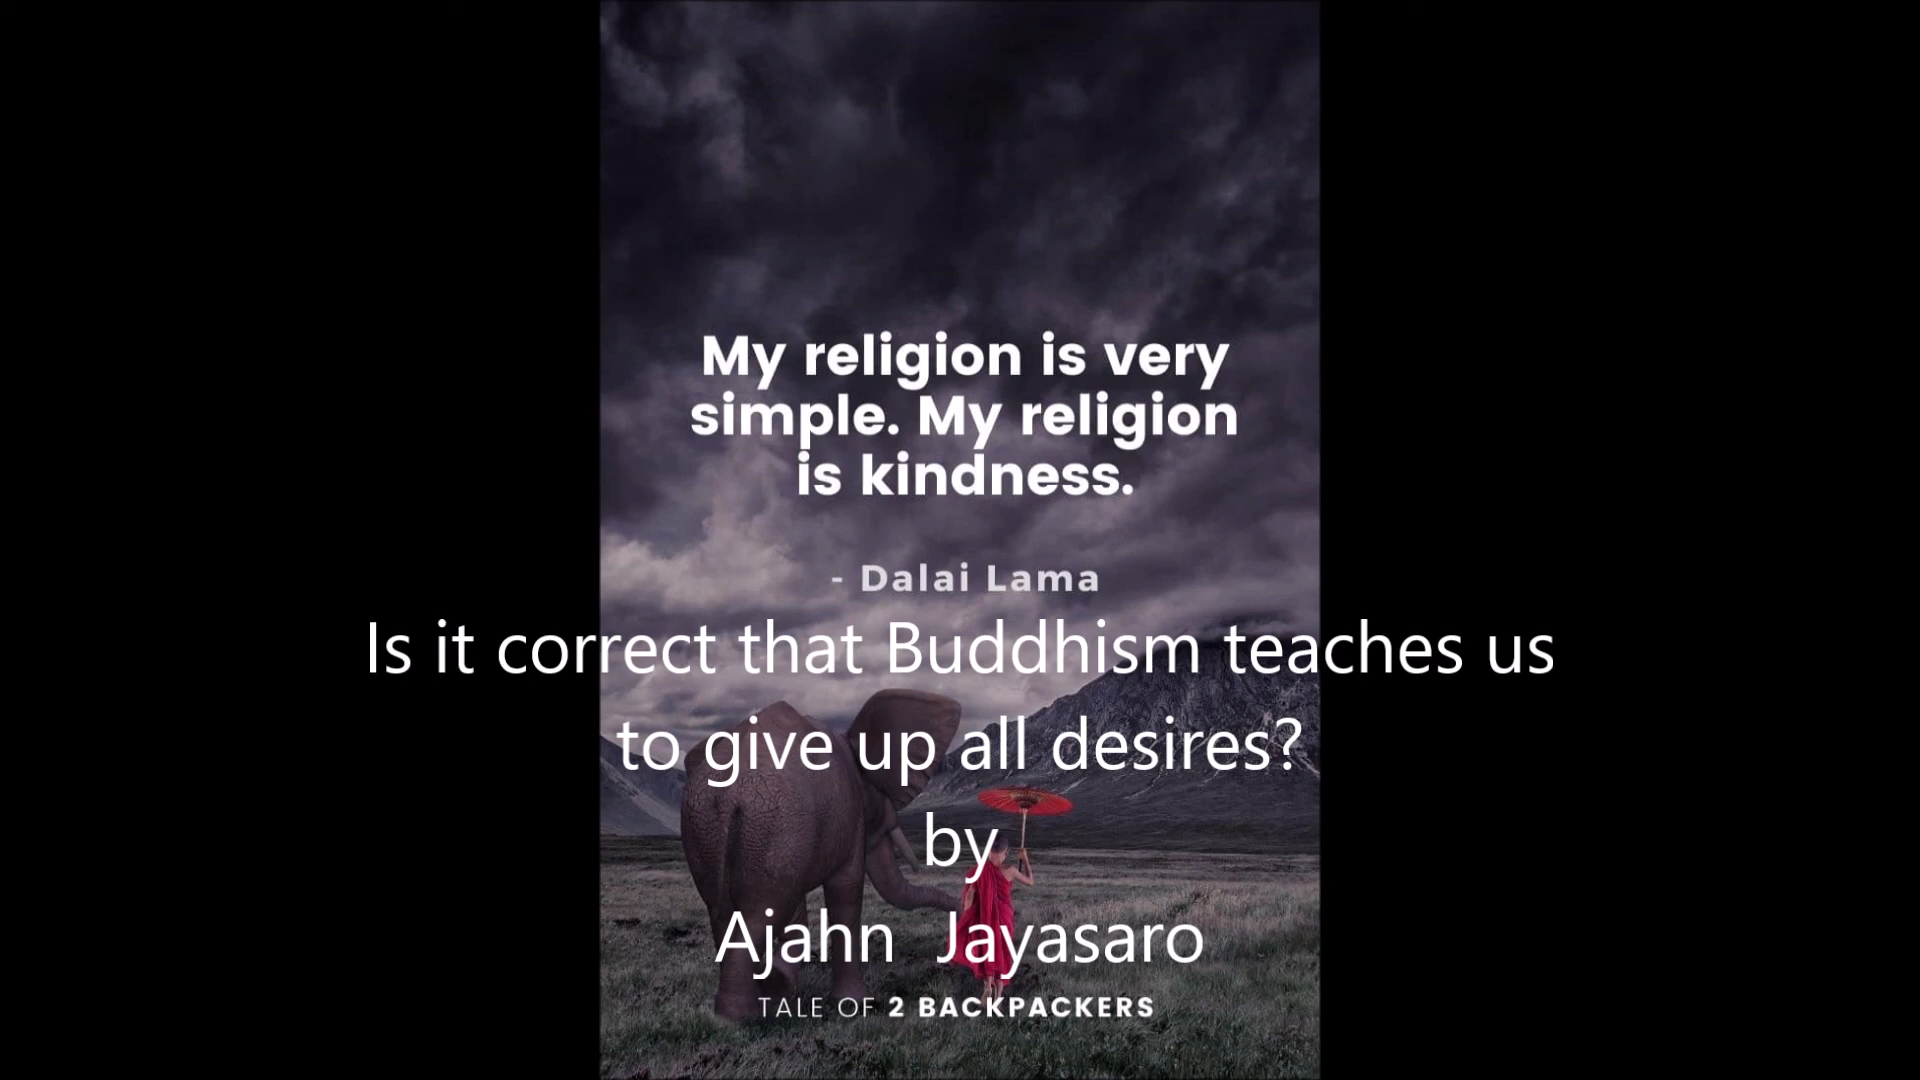 My religion is very
simple. My religion
is kindness.
- Dalai Lama
Is it correct that Buddhism teaches us
to give up all desires?
by
Ajahn Jayasaro
TALE OF 2 BACKPACKERS